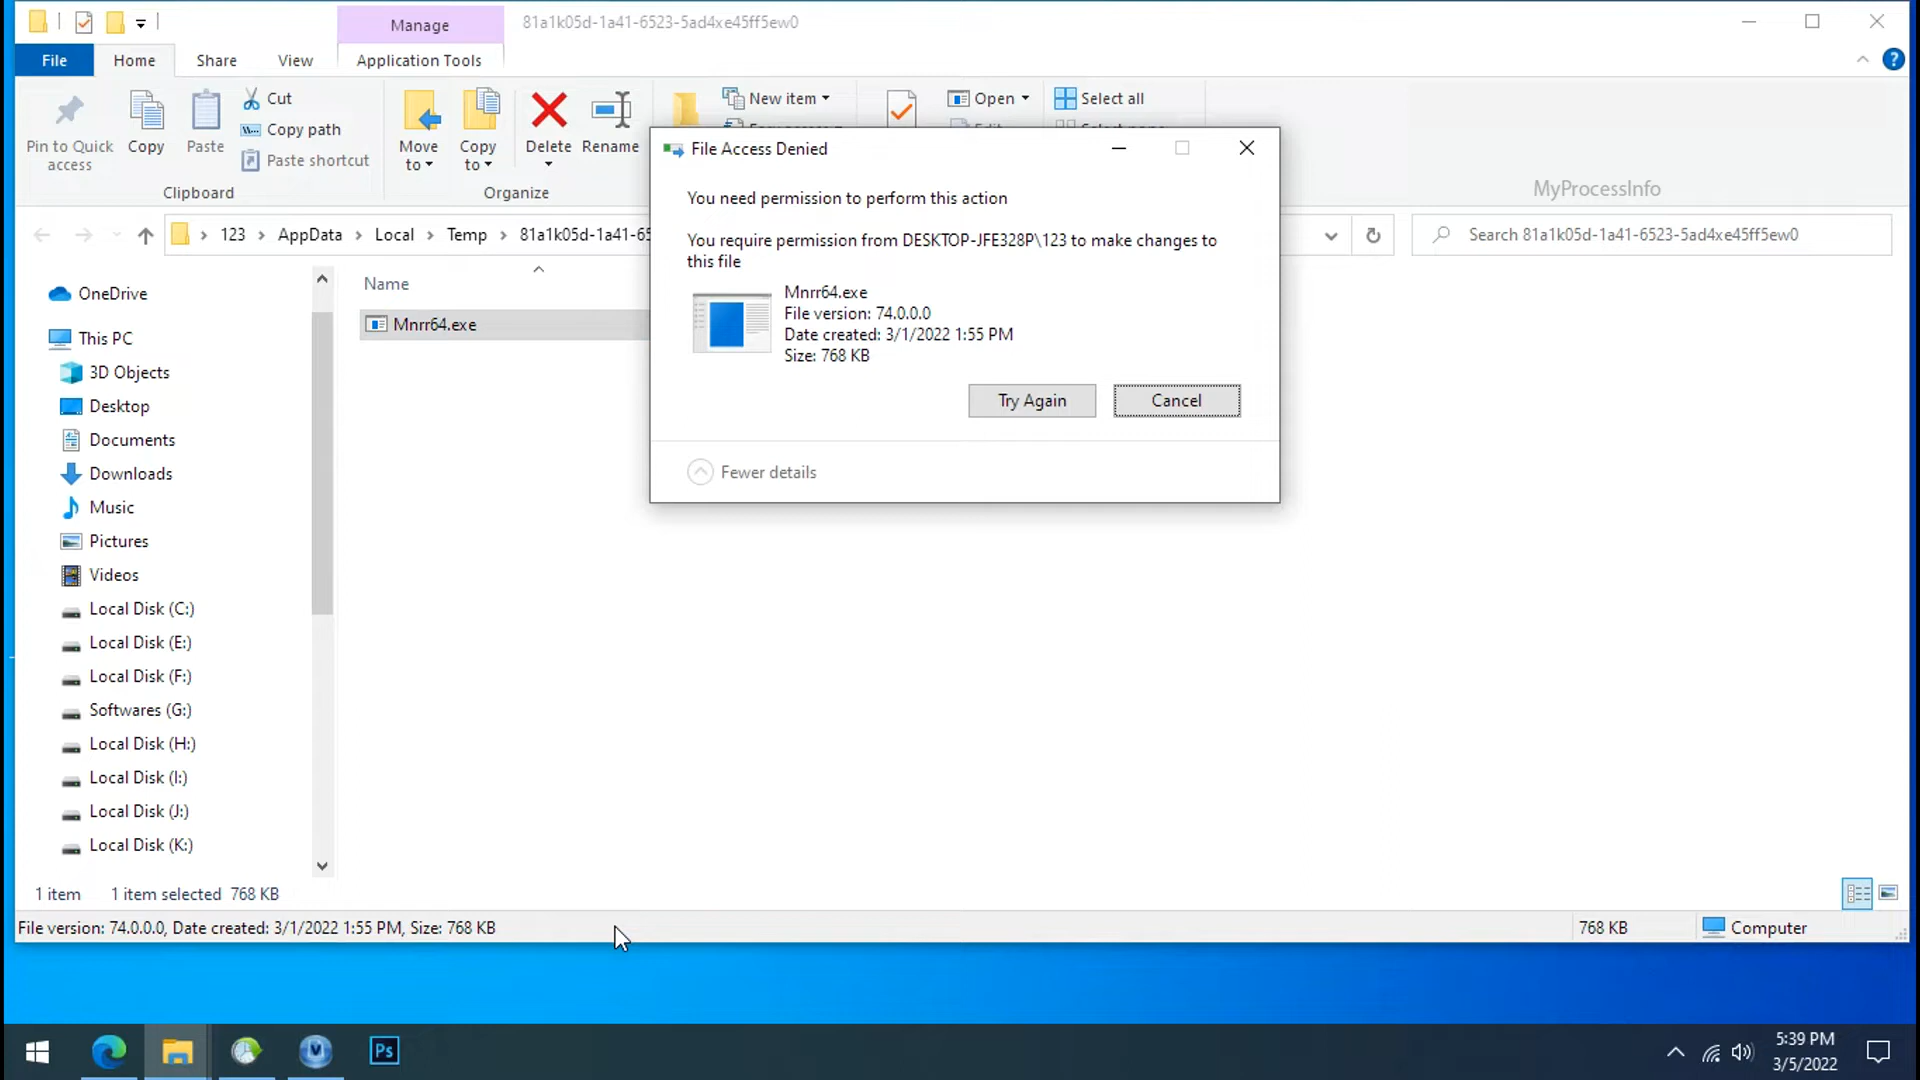 Manage
81a1k05d-1a41-6523-5ad4xe45ff5ew0
File
Home
Share
View
Application Tools
Pin to Quick
access
Copy
Paste
Cut
Copy path
Paste shortcut
Clipboard
Move
to
Copy
to
Delete
Rename
Organize
New item
Open
Select all
MyProcessInfo
123
AppData
Local
Temp
81a1k05d-1a41-65
Search 81a1k05d-1a41-6523-5ad4xe45ff5ew0
OneDrive
This PC
3D Objects
Desktop
Documents
Downloads
Music
Pictures
Videos
Local Disk (C:)
Local Disk (E:)
Local Disk (F:)
Softwares (G:)
Local Disk (H:)
Local Disk (I:)
Local Disk (J:)
Local Disk (K:)
Name
Mnrr64.exe
File Access Denied
You need permission to perform this action
You require permission from DESKTOP-JFE328P\123 to make changes to
this file
Mnrr64.exe
File version: 74.0.0.0
Date created: 3/1/2022 1:55 PM
Size: 768 KB
Try Again
Cancel
Fewer details
1 item
1 item selected 768 KB
File version: 74.0.0.0, Date created: 3/1/2022 1:55 PM, Size: 768 KB
768 KB
Computer
Ps
5:39 PM
3/5/2022